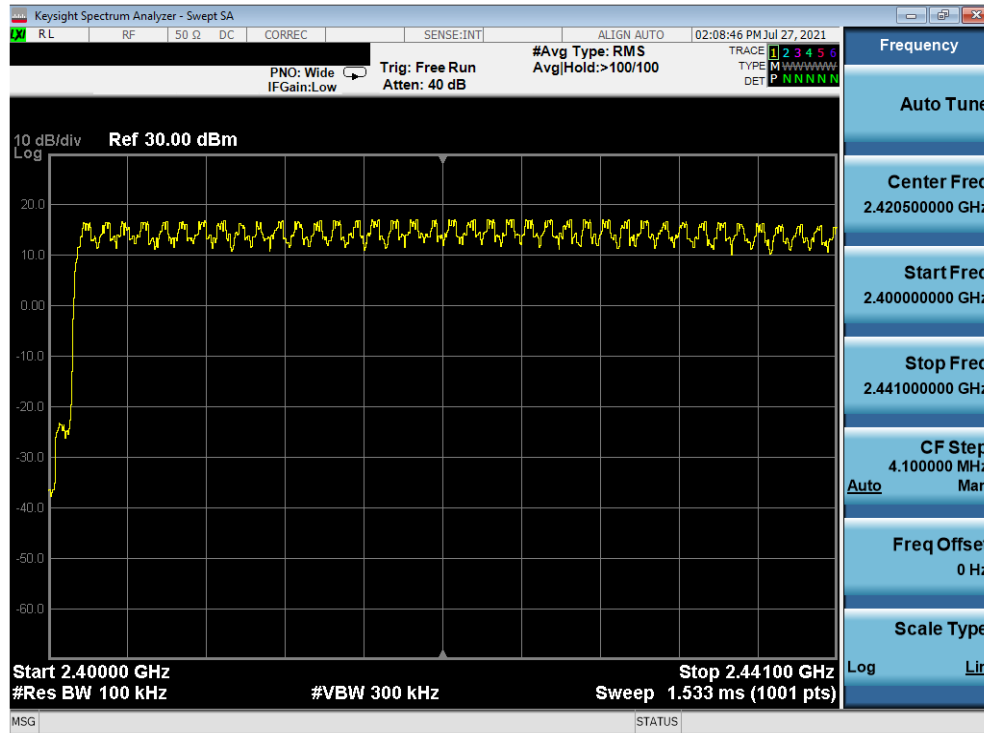 Keysight Spectrum Analyzer - Swept SA
LXI RL RF 50 Ω DC CORREC SENSE:INT ALIGN AUTO 02:08:46 PM Jul 27, 2021
PNO: Wide Trig: Free Run #Avg Type: RMS TRACE 1 2 3 4 5 6
IFGain:Low Atten: 40 dB Avg|Hold:>100/100 TYPE M WWWWW
DET P N N N N N
10 dB/div Ref 30.00 dBm
Log
20.0
10.0
0.00
-10.0
-20.0
-30.0
-40.0
-50.0
-60.0
Start 2.40000 GHz Stop 2.44100 GHz
#Res BW 100 kHz #VBW 300 kHz Sweep 1.533 ms (1001 pts)
MSG STATUS
Frequency
Auto Tune
Center Freq
2.420500000 GHz
Start Freq
2.400000000 GHz
Stop Freq
2.441000000 GHz
CF Step
4.100000 MHz
Auto Man
Freq Offset
0 Hz
Scale Type
Log Lin